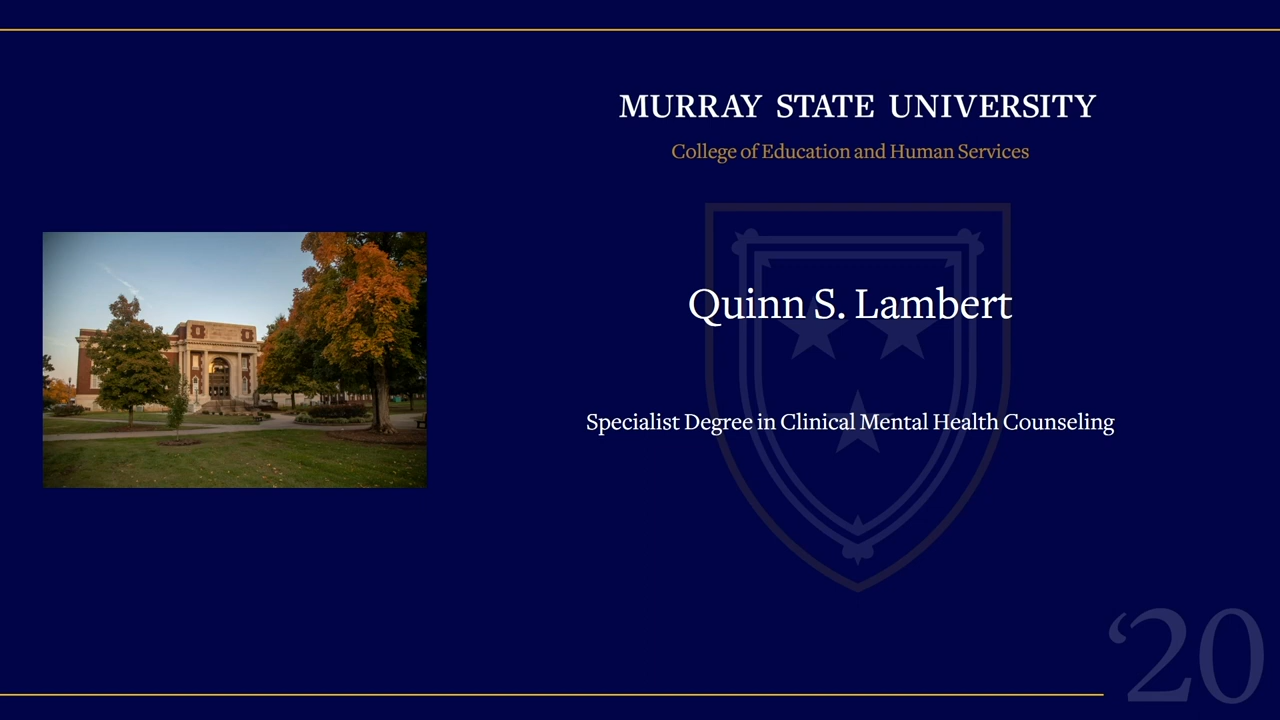 MURRAY STATE UNIVERSITY
College of Education and Human Services
Quinn S. Lambert
Specialist Degree in Clinical Mental Health Counseling
‘20